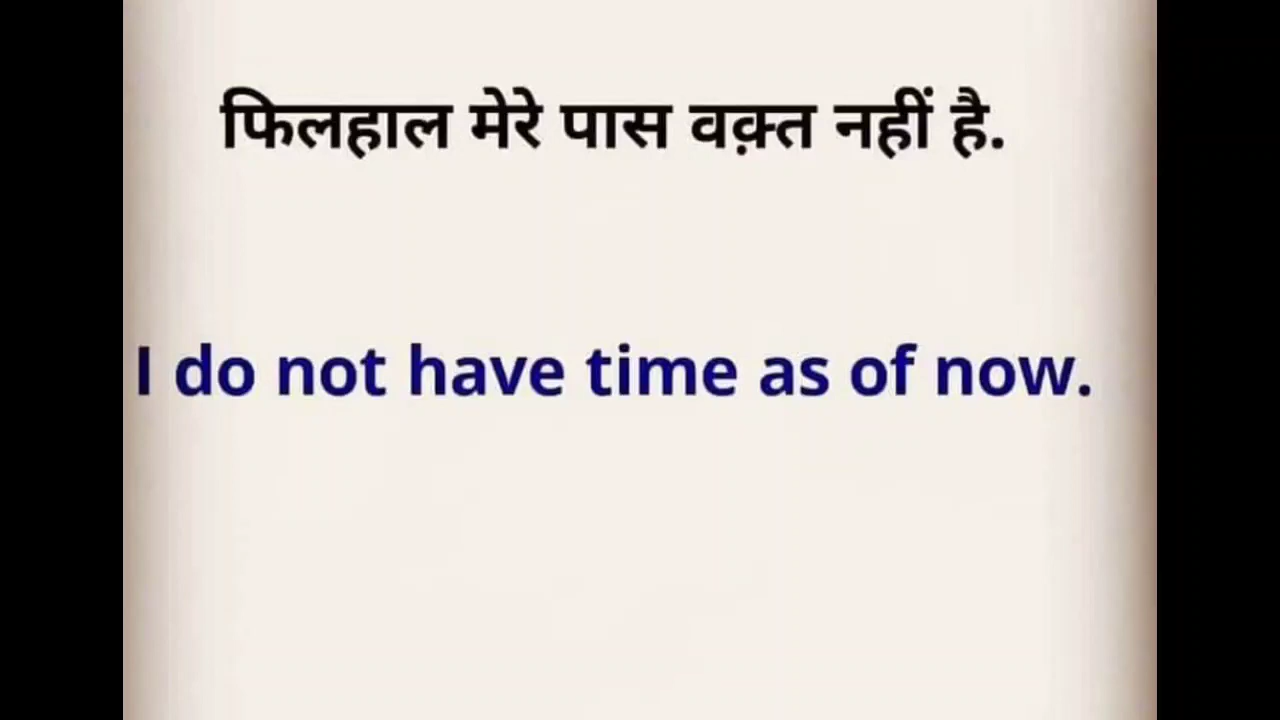 फिलहाल मेरे पास वक़्त नहीं है.
I do not have time as of now.